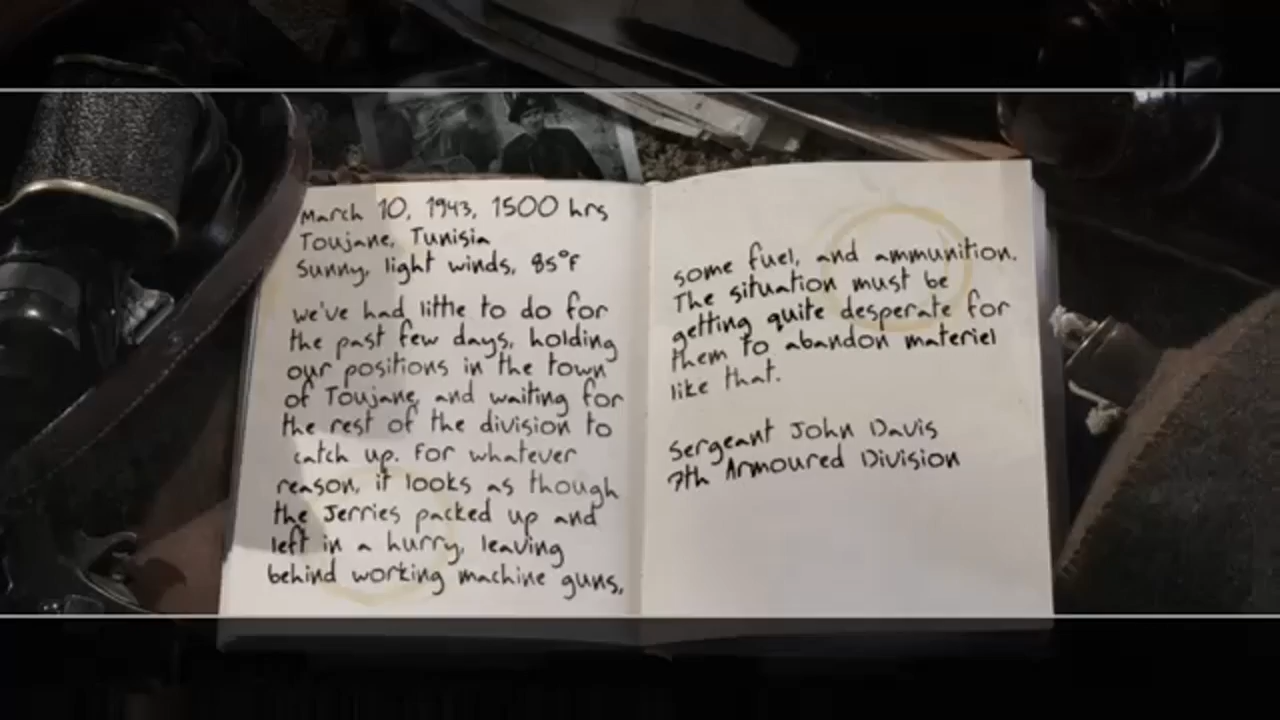 March 10, 1943, 1500 hrs
Toujane, Tunisia
Sunny, light winds, 85°F
we've had little to do for
the past few days, holding
our positions in the town
of Toujane, and waiting for
the rest of the division to
catch up. For whatever
reason, it looks as though
the Jerries packed up and
left in a hurry, leaving
behind working machine guns,
some fuel, and ammunition.
The situation must be
getting quite desperate for
them to abandon materiel
like that.
Sergeant John Davis
7th Armoured Division